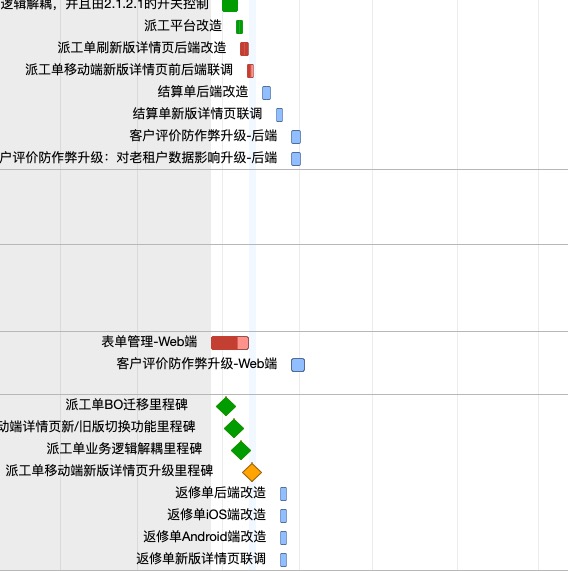 逻辑解耦，并且由2.1.2.1的开关控制
派工平台改造
派工单刷新版详情页后端改造
派工单移动端新版详情页前后端联调
结算单后端改造
结算单新版详情页联调
客户评价防作弊升级-后端
户评价防作弊升级：对老租户数据影响升级-后端
表单管理-Web端
客户评价防作弊升级-Web端
派工单BO迁移里程碑
动端详情页新/旧版切换功能里程碑
派工单业务逻辑解耦里程碑
派工单移动端新版详情页升级里程碑
返修单后端改造
返修单iOS端改造
返修单Android端改造
返修单新版详情页联调